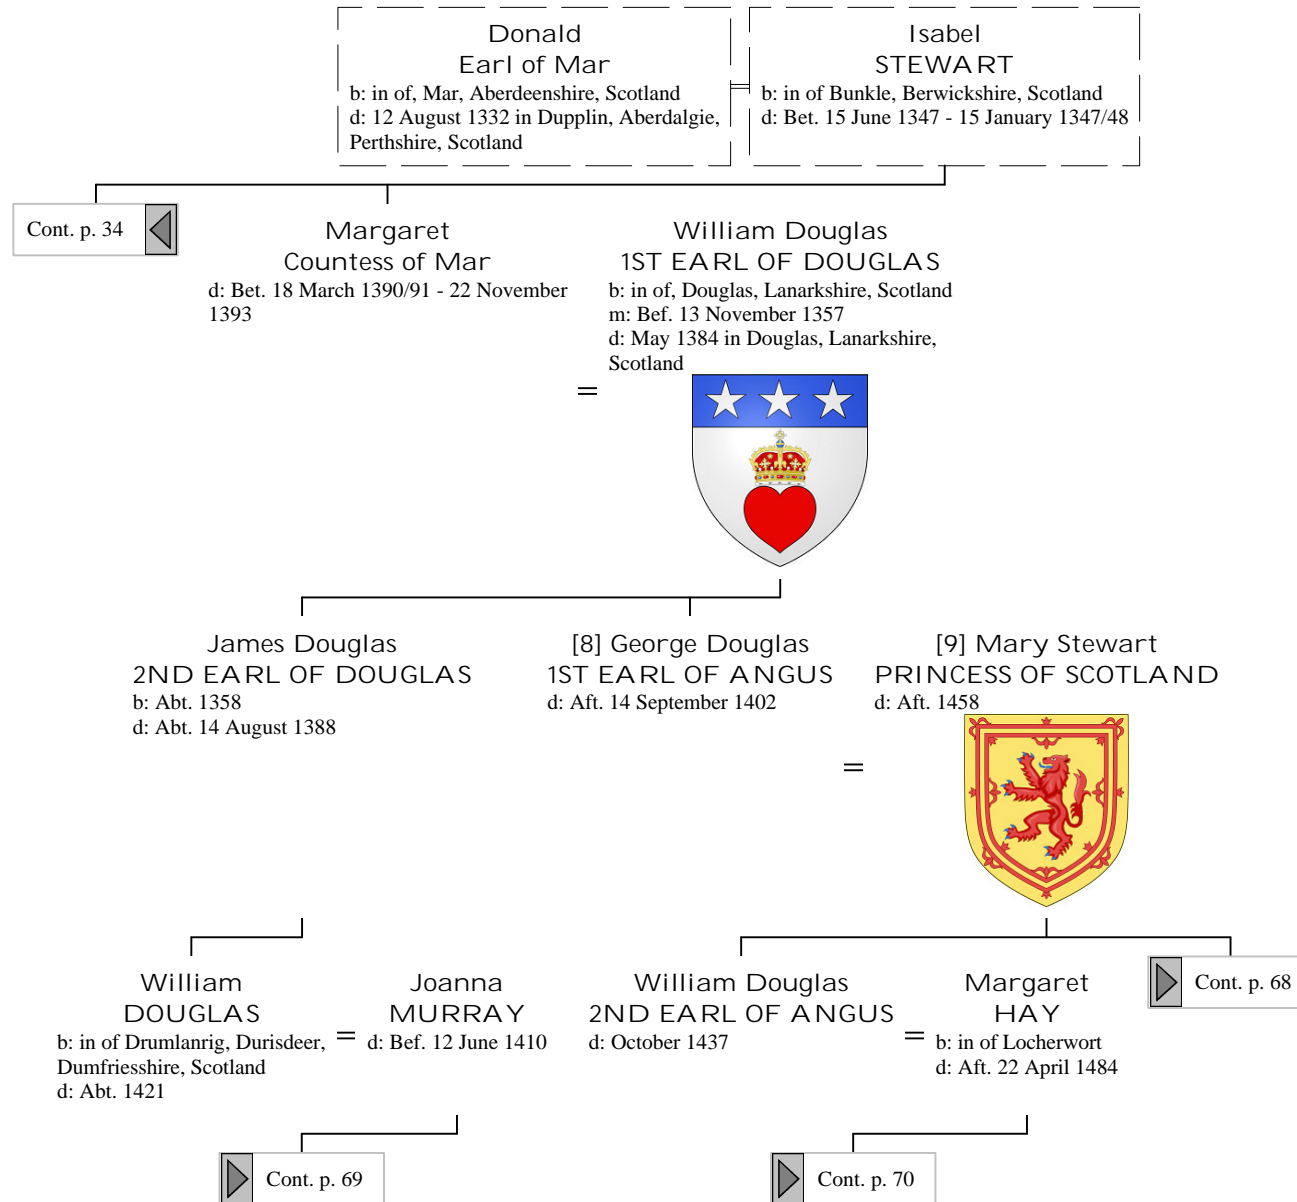 Donald
Earl of Mar
b: in of, Mar, Aberdeenshire, Scotland
d: 12 August 1332 in Dupplin, Aberdalgie,
Perthshire, Scotland
=
Isabel
STEWART
b: in of Bunkle, Berwickshire, Scotland
d: Bet. 15 June 1347 - 15 January 1347/48
Cont. p. 34
Margaret
Countess of Mar
d: Bet. 18 March 1390/91 - 22 November
1393
=
William Douglas
1ST EARL OF DOUGLAS
b: in of, Douglas, Lanarkshire, Scotland
m: Bef. 13 November 1357
d: May 1384 in Douglas, Lanarkshire,
Scotland
James Douglas
2ND EARL OF DOUGLAS
b: Abt. 1358
d: Abt. 14 August 1388
[8] George Douglas
1ST EARL OF ANGUS
d: Aft. 14 September 1402
=
[9] Mary Stewart
PRINCESS OF SCOTLAND
d: Aft. 1458
William
DOUGLAS
b: in of Drumlanrig, Durisdeer,
Dumfriesshire, Scotland
d: Abt. 1421
=
Joanna
MURRAY
d: Bef. 12 June 1410
William Douglas
2ND EARL OF ANGUS
d: October 1437
=
Margaret
HAY
b: in of Locherwort
d: Aft. 22 April 1484
Cont. p. 68
Cont. p. 69
Cont. p. 70